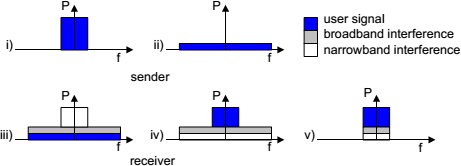 P
i)
f
P
ii)
f
user signal
broadband interference
narrowband interference
sender
P
iii)
f
P
iv)
f
P
v)
f
receiver